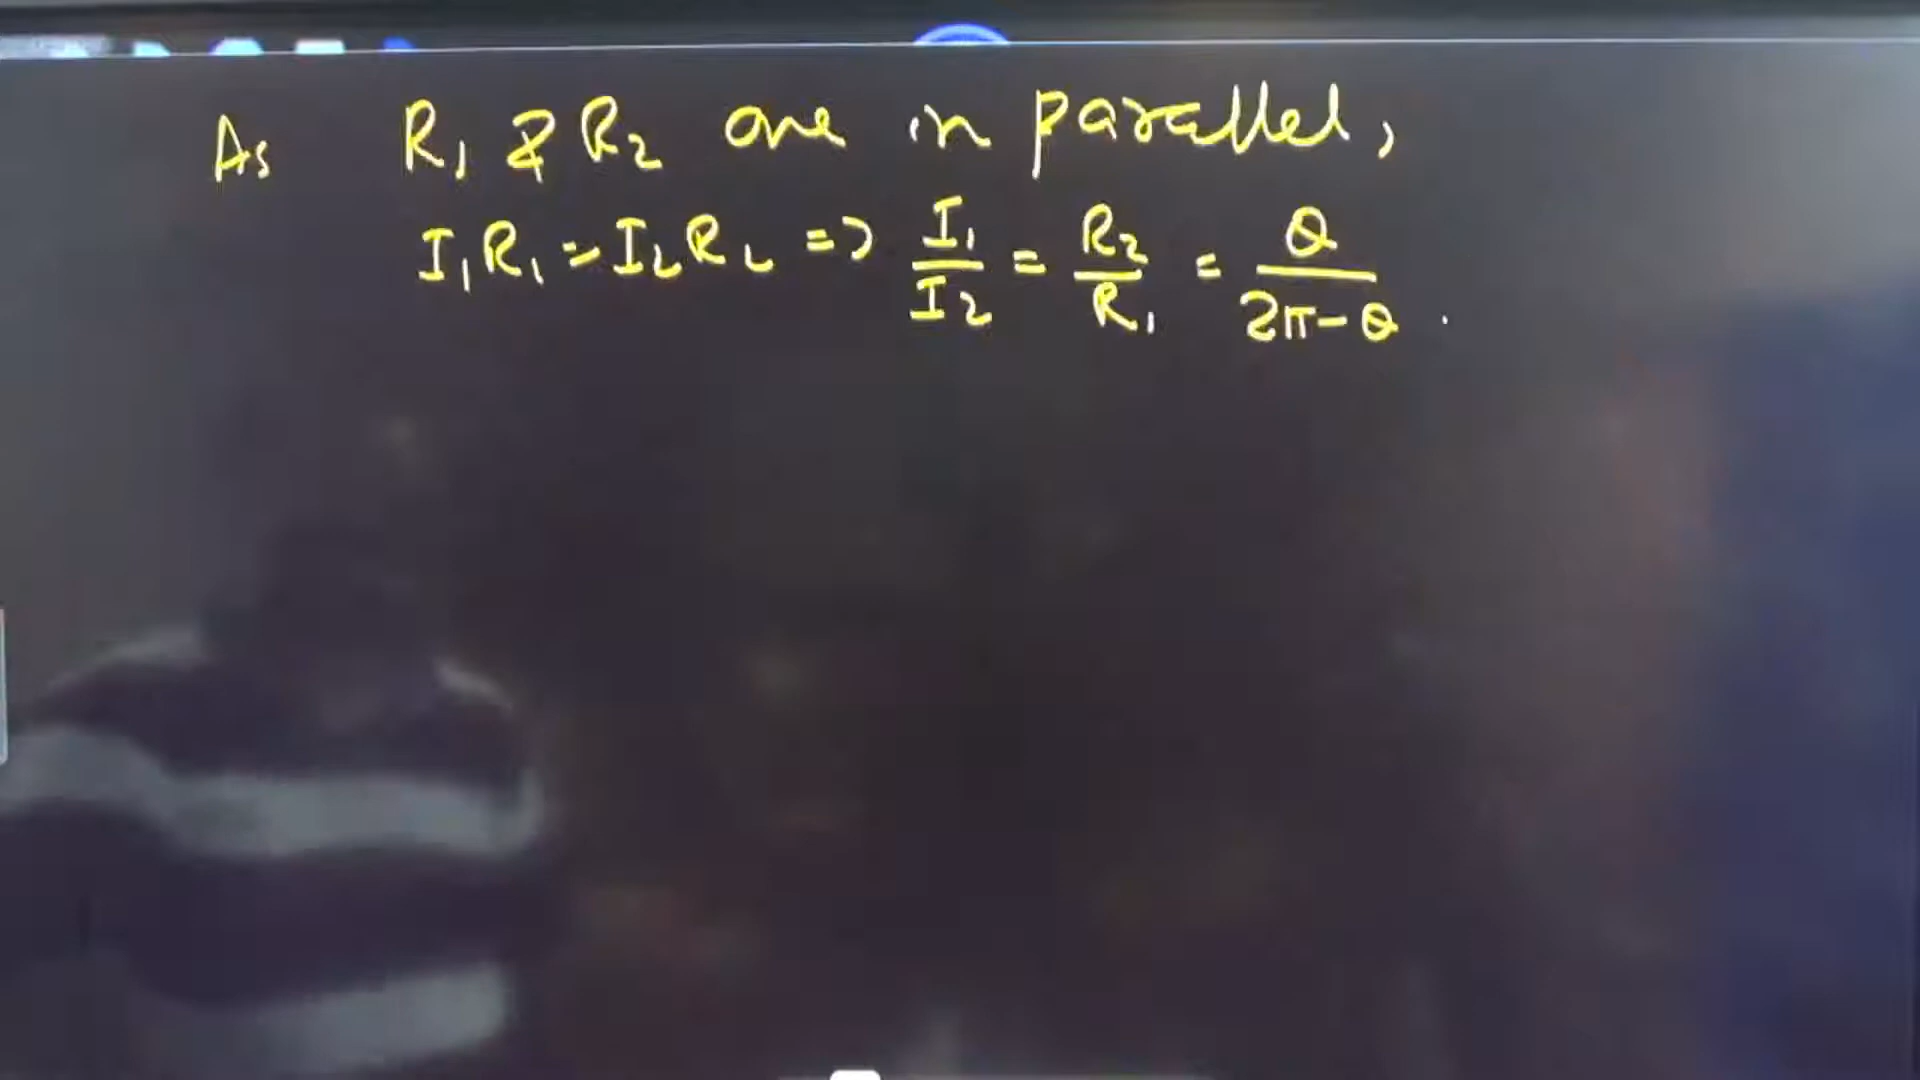 As R₁ & R₂ are in parallel,
I₁R₁ = I₂R₂ => I₁/I₂ = R₂/R₁ = θ/(2π-θ).